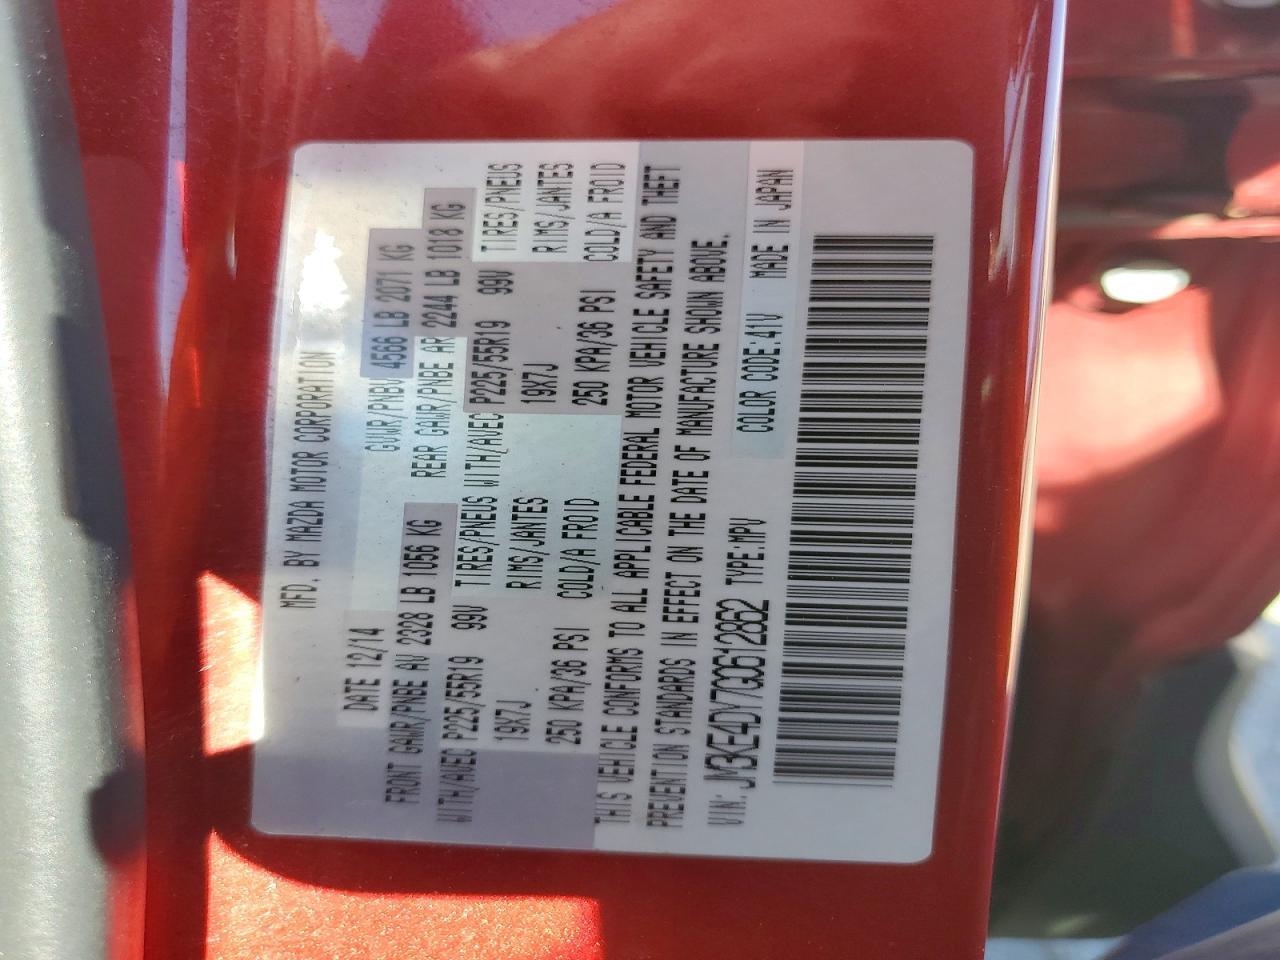 MFD. BY MAZDA MOTOR CORPORATION
DATE 12/14 GVWR/PNBV 4566 LB 2071 KG
FRONT GAWR/PNBE AV 2328 LB 1056 KG REAR GAWR/PNBE AR 2244 LB 1018 KG
WITH/AVEC P225/55R19 99V TIRES/PNEUS WITH/AVEC P225/55R19 99V TIRES/PNEUS
19X7J RIMS/JANTES 19X7J RIMS/JANTES
250 KPA/36 PSI COLD/A FROID 250 KPA/36 PSI COLD/A FROID
THIS VEHICLE CONFORMS TO ALL APPLICABLE FEDERAL MOTOR VEHICLE SAFETY AND THEFT
PREVENTION STANDARDS IN EFFECT ON THE DATE OF MANUFACTURE SHOWN ABOVE.
VIN: JM3KE4DY7G0612862 TYPE:MPV COLOR CODE:41V MADE IN JAPAN